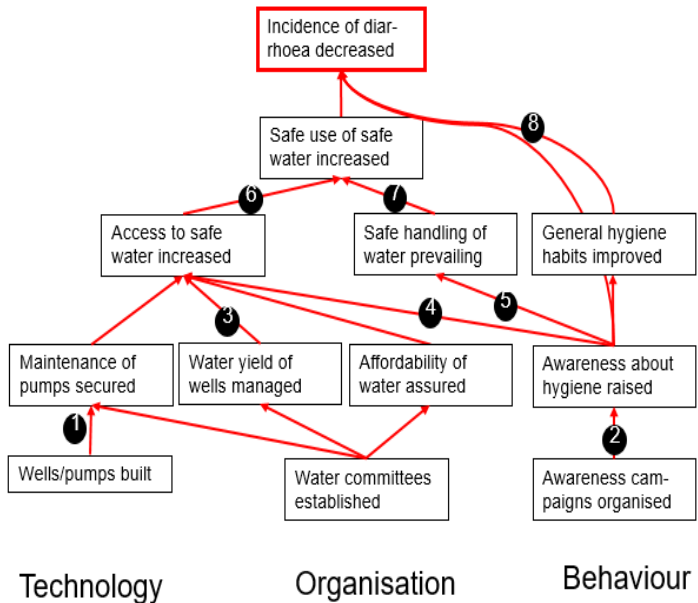 Incidence of diar-
rhoea decreased
8
Safe use of safe
water increased
6
7
Access to safe
water increased
Safe handling of
water prevailing
General hygiene
habits improved
3
4
5
Maintenance of
pumps secured
Water yield of
wells managed
Affordability of
water assured
Awareness about
hygiene raised
1
2
Wells/pumps built
Water committees
established
Awareness cam-
paigns organised
Technology
Organisation
Behaviour